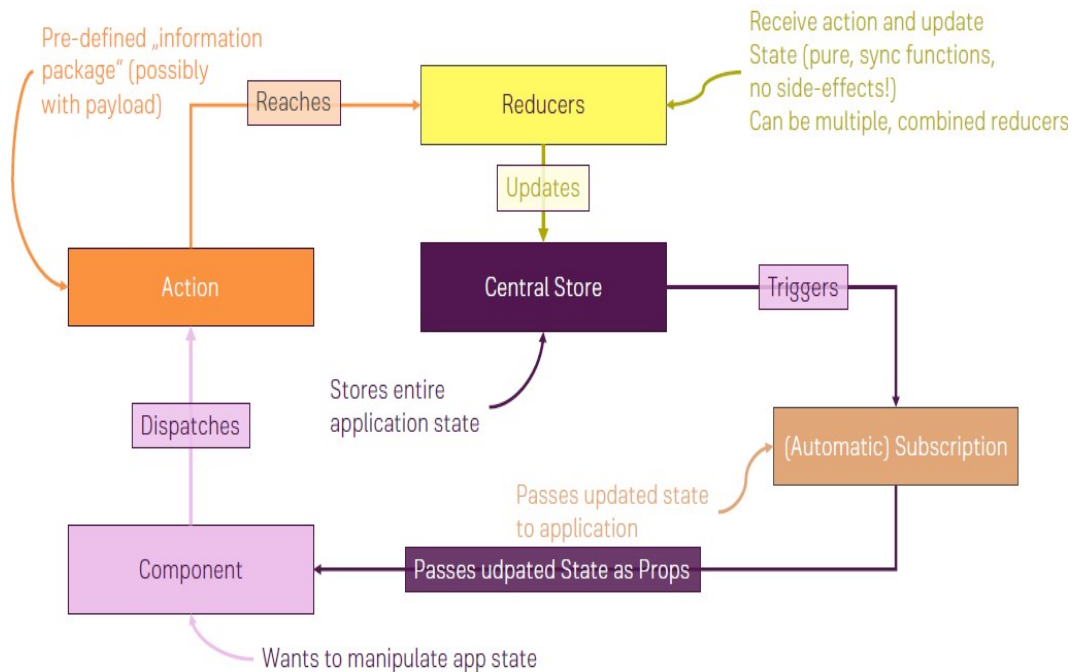 Pre-defined „information
package“ (possibly
with payload)
Reaches
Reducers
Receive action and update
State (pure, sync functions,
no side-effects!)
Can be multiple, combined reducers
Updates
Action
Central Store
Triggers
Stores entire
application state
Dispatches
(Automatic) Subscription
Passes updated state
to application
Component
Passes udpated State as Props
Wants to manipulate app state